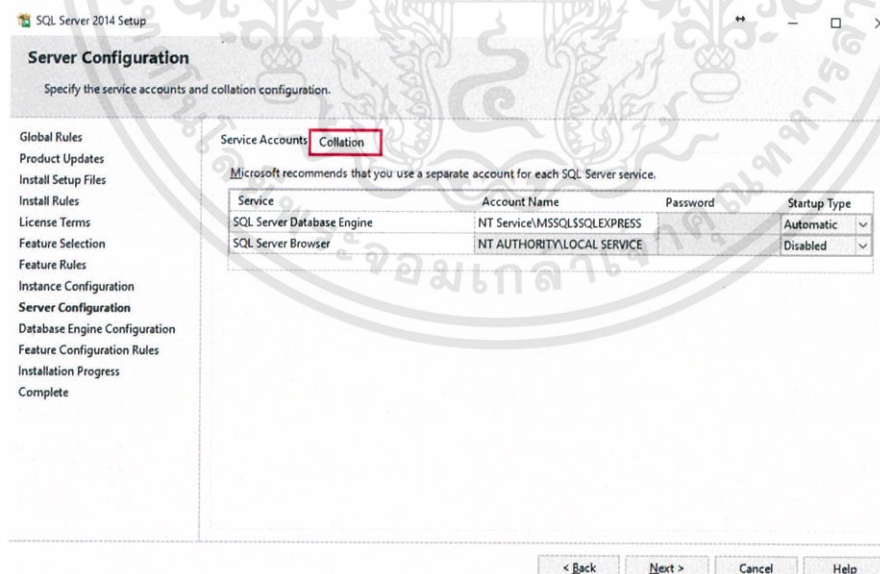 SQL Server 2014 Setup
Server Configuration
Specify the service accounts and collation configuration.
Global Rules
Product Updates
Install Setup Files
Install Rules
License Terms
Feature Selection
Feature Rules
Instance Configuration
Server Configuration
Database Engine Configuration
Feature Configuration Rules
Installation Progress
Complete
Service Accounts Collation
Microsoft recommends that you use a separate account for each SQL Server service.
Service Account Name Password Startup Type
SQL Server Database Engine NT Service\MSSQL$SQLEXPRESS Automatic
SQL Server Browser NT AUTHORITY\LOCAL SERVICE Disabled
< Back Next > Cancel Help